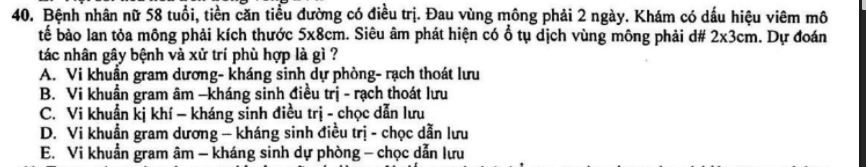 40. Bệnh nhân nữ 58 tuổi, tiền căn tiểu đường có điều trị. Đau vùng mông phải 2 ngày. Khám có dấu hiệu viêm mô
tế bào lan tỏa mông phải kích thước 5x8cm. Siêu âm phát hiện có ổ tụ dịch vùng mông phải d# 2x3cm. Dự đoán
tác nhân gây bệnh và xử trí phù hợp là gì ?
A. Vi khuẩn gram dương- kháng sinh dự phòng- rạch thoát lưu
B. Vi khuẩn gram âm –kháng sinh điều trị - rạch thoát lưu
C. Vi khuẩn kị khí – kháng sinh điều trị - chọc dẫn lưu
D. Vi khuẩn gram dương – kháng sinh điều trị - chọc dẫn lưu
E. Vi khuẩn gram âm – kháng sinh dự phòng – chọc dẫn lưu